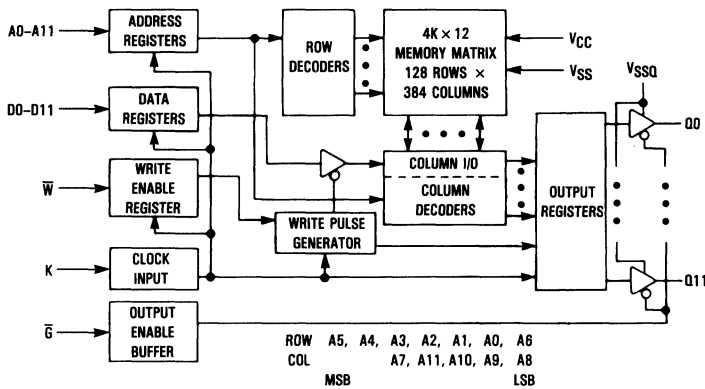 A0–A11
ADDRESS
REGISTERS
ROW
DECODERS
4K × 12
MEMORY MATRIX
128 ROWS ×
384 COLUMNS
VCC
VSS
VSSQ
D0–D11
DATA
REGISTERS
Q0
W
WRITE
ENABLE
REGISTER
COLUMN I/O
COLUMN
DECODERS
OUTPUT
REGISTERS
WRITE PULSE
GENERATOR
K
CLOCK
INPUT
Q11
G
OUTPUT
ENABLE
BUFFER
ROW A5, A4, A3, A2, A1, A0, A6
COL A7, A11, A10, A9, A8
MSB LSB